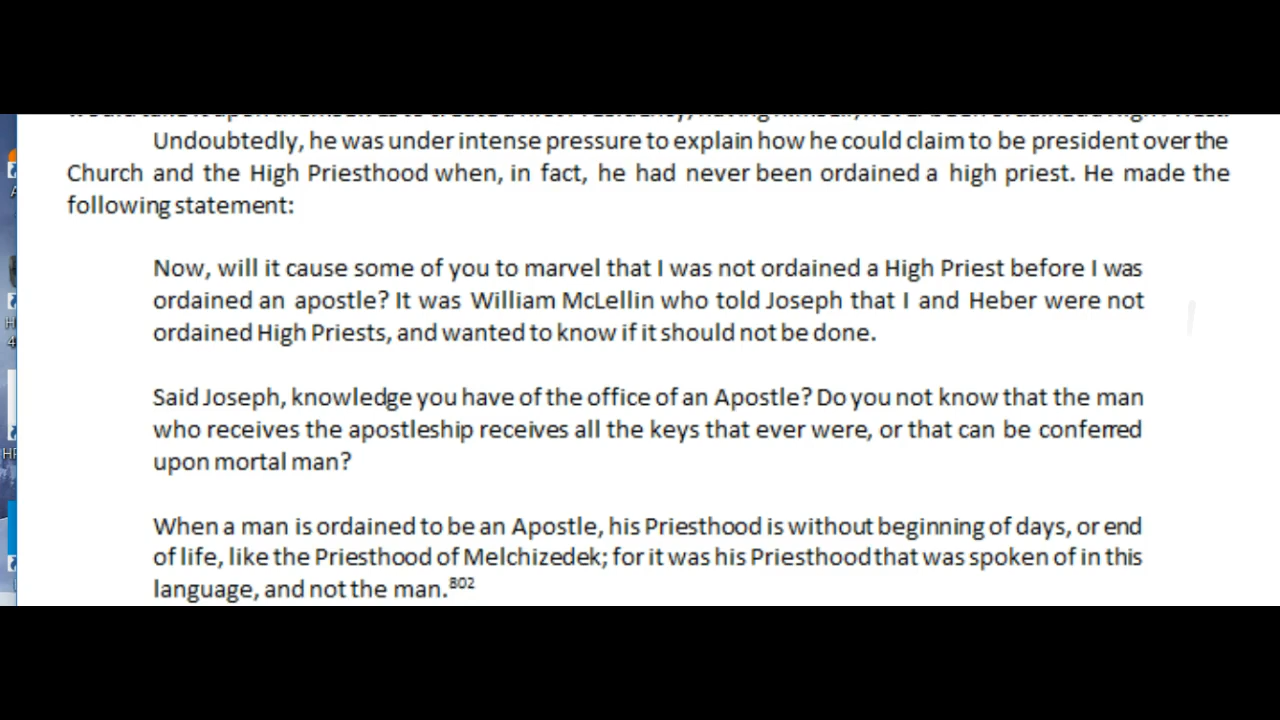 Undoubtedly, he was under intense pressure to explain how he could claim to be president over the
Church and the High Priesthood when, in fact, he had never been ordained a high priest. He made the
following statement:
Now, will it cause some of you to marvel that I was not ordained a High Priest before I was
ordained an apostle? It was William McLellin who told Joseph that I and Heber were not
ordained High Priests, and wanted to know if it should not be done.
Said Joseph, knowledge you have of the office of an Apostle? Do you not know that the man
who receives the apostleship receives all the keys that ever were, or that can be conferred
upon mortal man?
When a man is ordained to be an Apostle, his Priesthood is without beginning of days, or end
of life, like the Priesthood of Melchizedek; for it was his Priesthood that was spoken of in this
language, and not the man.802